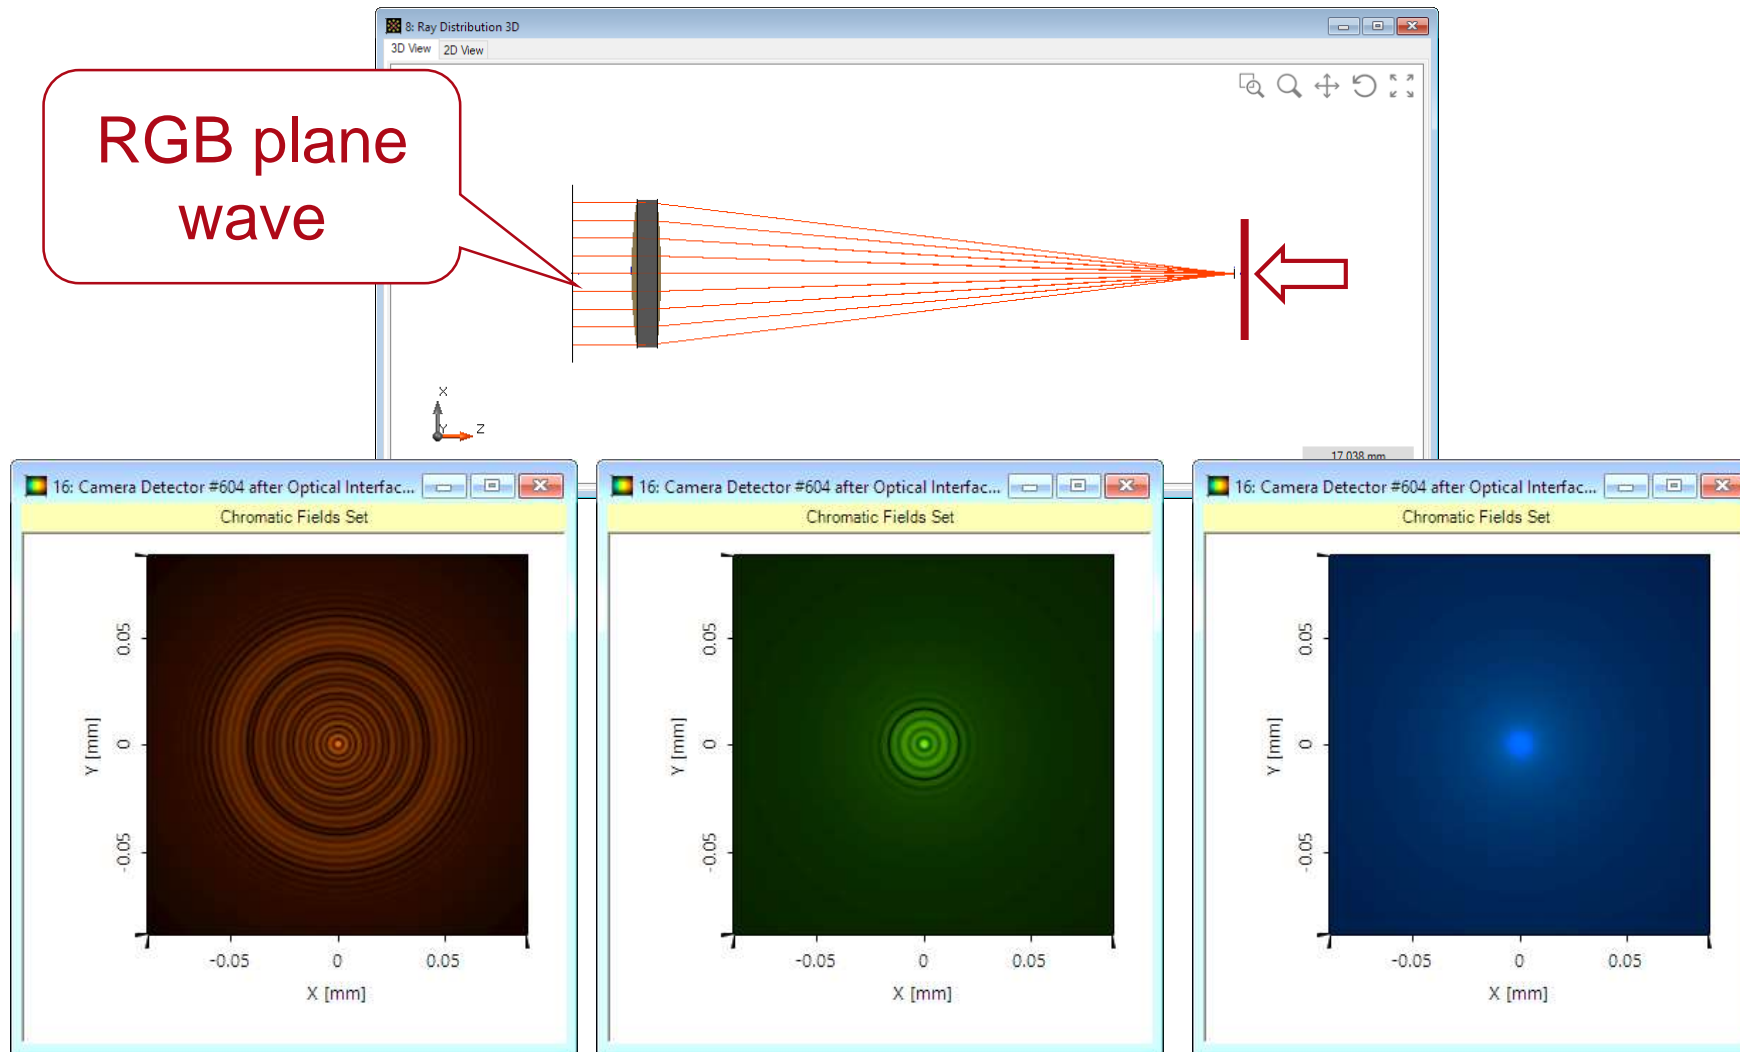 8: Ray Distribution 3D
3D View 2D View
RGB plane
wave
X
Y
Z
17.038 mm
16: Camera Detector #604 after Optical Interfac...
Chromatic Fields Set
Y [mm]
0.05
0
-0.05
-0.05 0 0.05
X [mm]
16: Camera Detector #604 after Optical Interfac...
Chromatic Fields Set
Y [mm]
0.05
0
-0.05
-0.05 0 0.05
X [mm]
16: Camera Detector #604 after Optical Interfac...
Chromatic Fields Set
Y [mm]
0.05
0
-0.05
-0.05 0 0.05
X [mm]